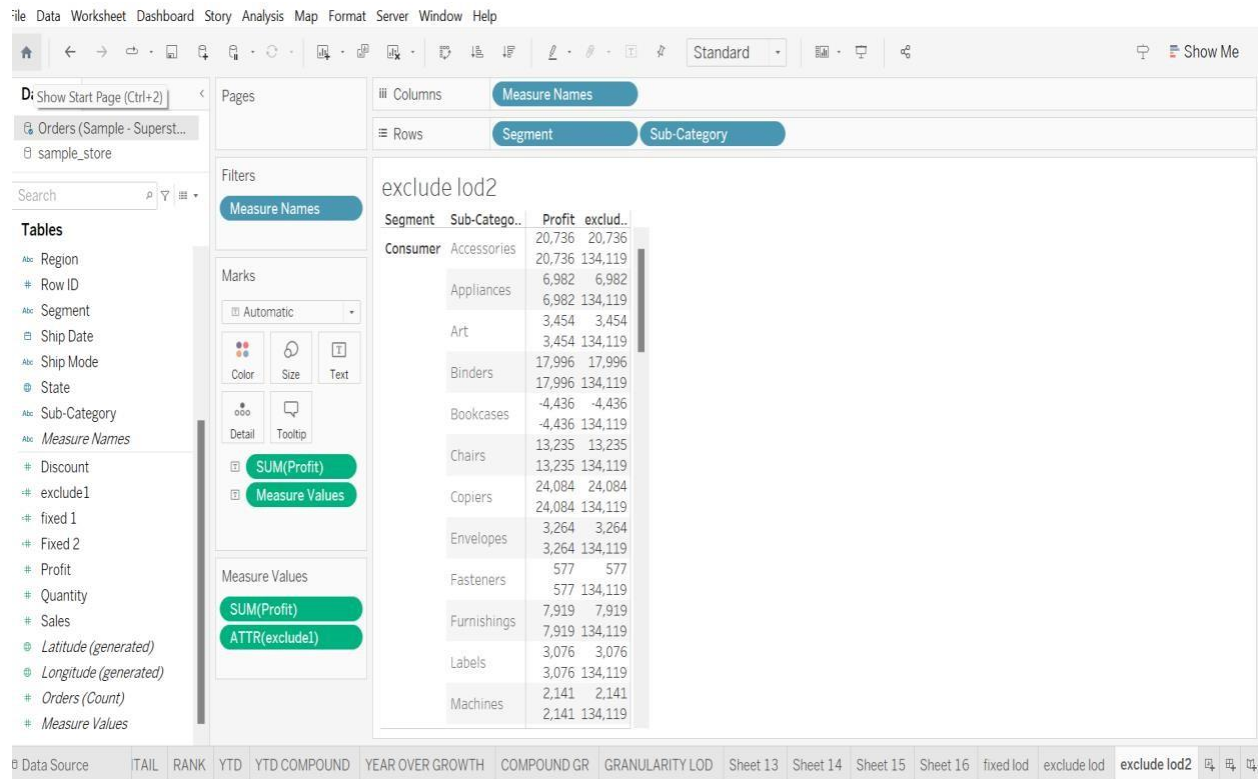 File Data Worksheet Dashboard Story Analysis Map Format Server Window Help
Standard
Show Me
Da
Show Start Page (Ctrl+2)
Orders (Sample - Superst...
sample_store
Search
Tables
Abc Region
# Row ID
Abc Segment
Ship Date
Abc Ship Mode
State
Abc Sub-Category
Abc Measure Names
# Discount
=# exclude1
=# fixed 1
=# Fixed 2
# Profit
# Quantity
# Sales
Latitude (generated)
Longitude (generated)
# Orders (Count)
# Measure Values
Pages
Filters
Measure Names
Marks
Automatic
Color Size Text
Detail Tooltip
SUM(Profit)
Measure Values
Measure Values
SUM(Profit)
ATTR(exclude1)
Columns Measure Names
Rows Segment Sub-Category
exclude lod2
Segment Sub-Catego.. Profit exclud..
20,736 20,736
Consumer Accessories
20,736 134,119
6,982 6,982
Appliances
6,982 134,119
3,454 3,454
Art
3,454 134,119
17,996 17,996
Binders
17,996 134,119
-4,436 -4,436
Bookcases
-4,436 134,119
13,235 13,235
Chairs
13,235 134,119
24,084 24,084
Copiers
24,084 134,119
3,264 3,264
Envelopes
3,264 134,119
577 577
Fasteners
577 134,119
7,919 7,919
Furnishings
7,919 134,119
3,076 3,076
Labels
3,076 134,119
2,141 2,141
Machines
2,141 134,119
Data Source TAIL RANK YTD YTD COMPOUND YEAR OVER GROWTH COMPOUND GR GRANULARITY LOD Sheet 13 Sheet 14 Sheet 15 Sheet 16 fixed lod exclude lod exclude lod2